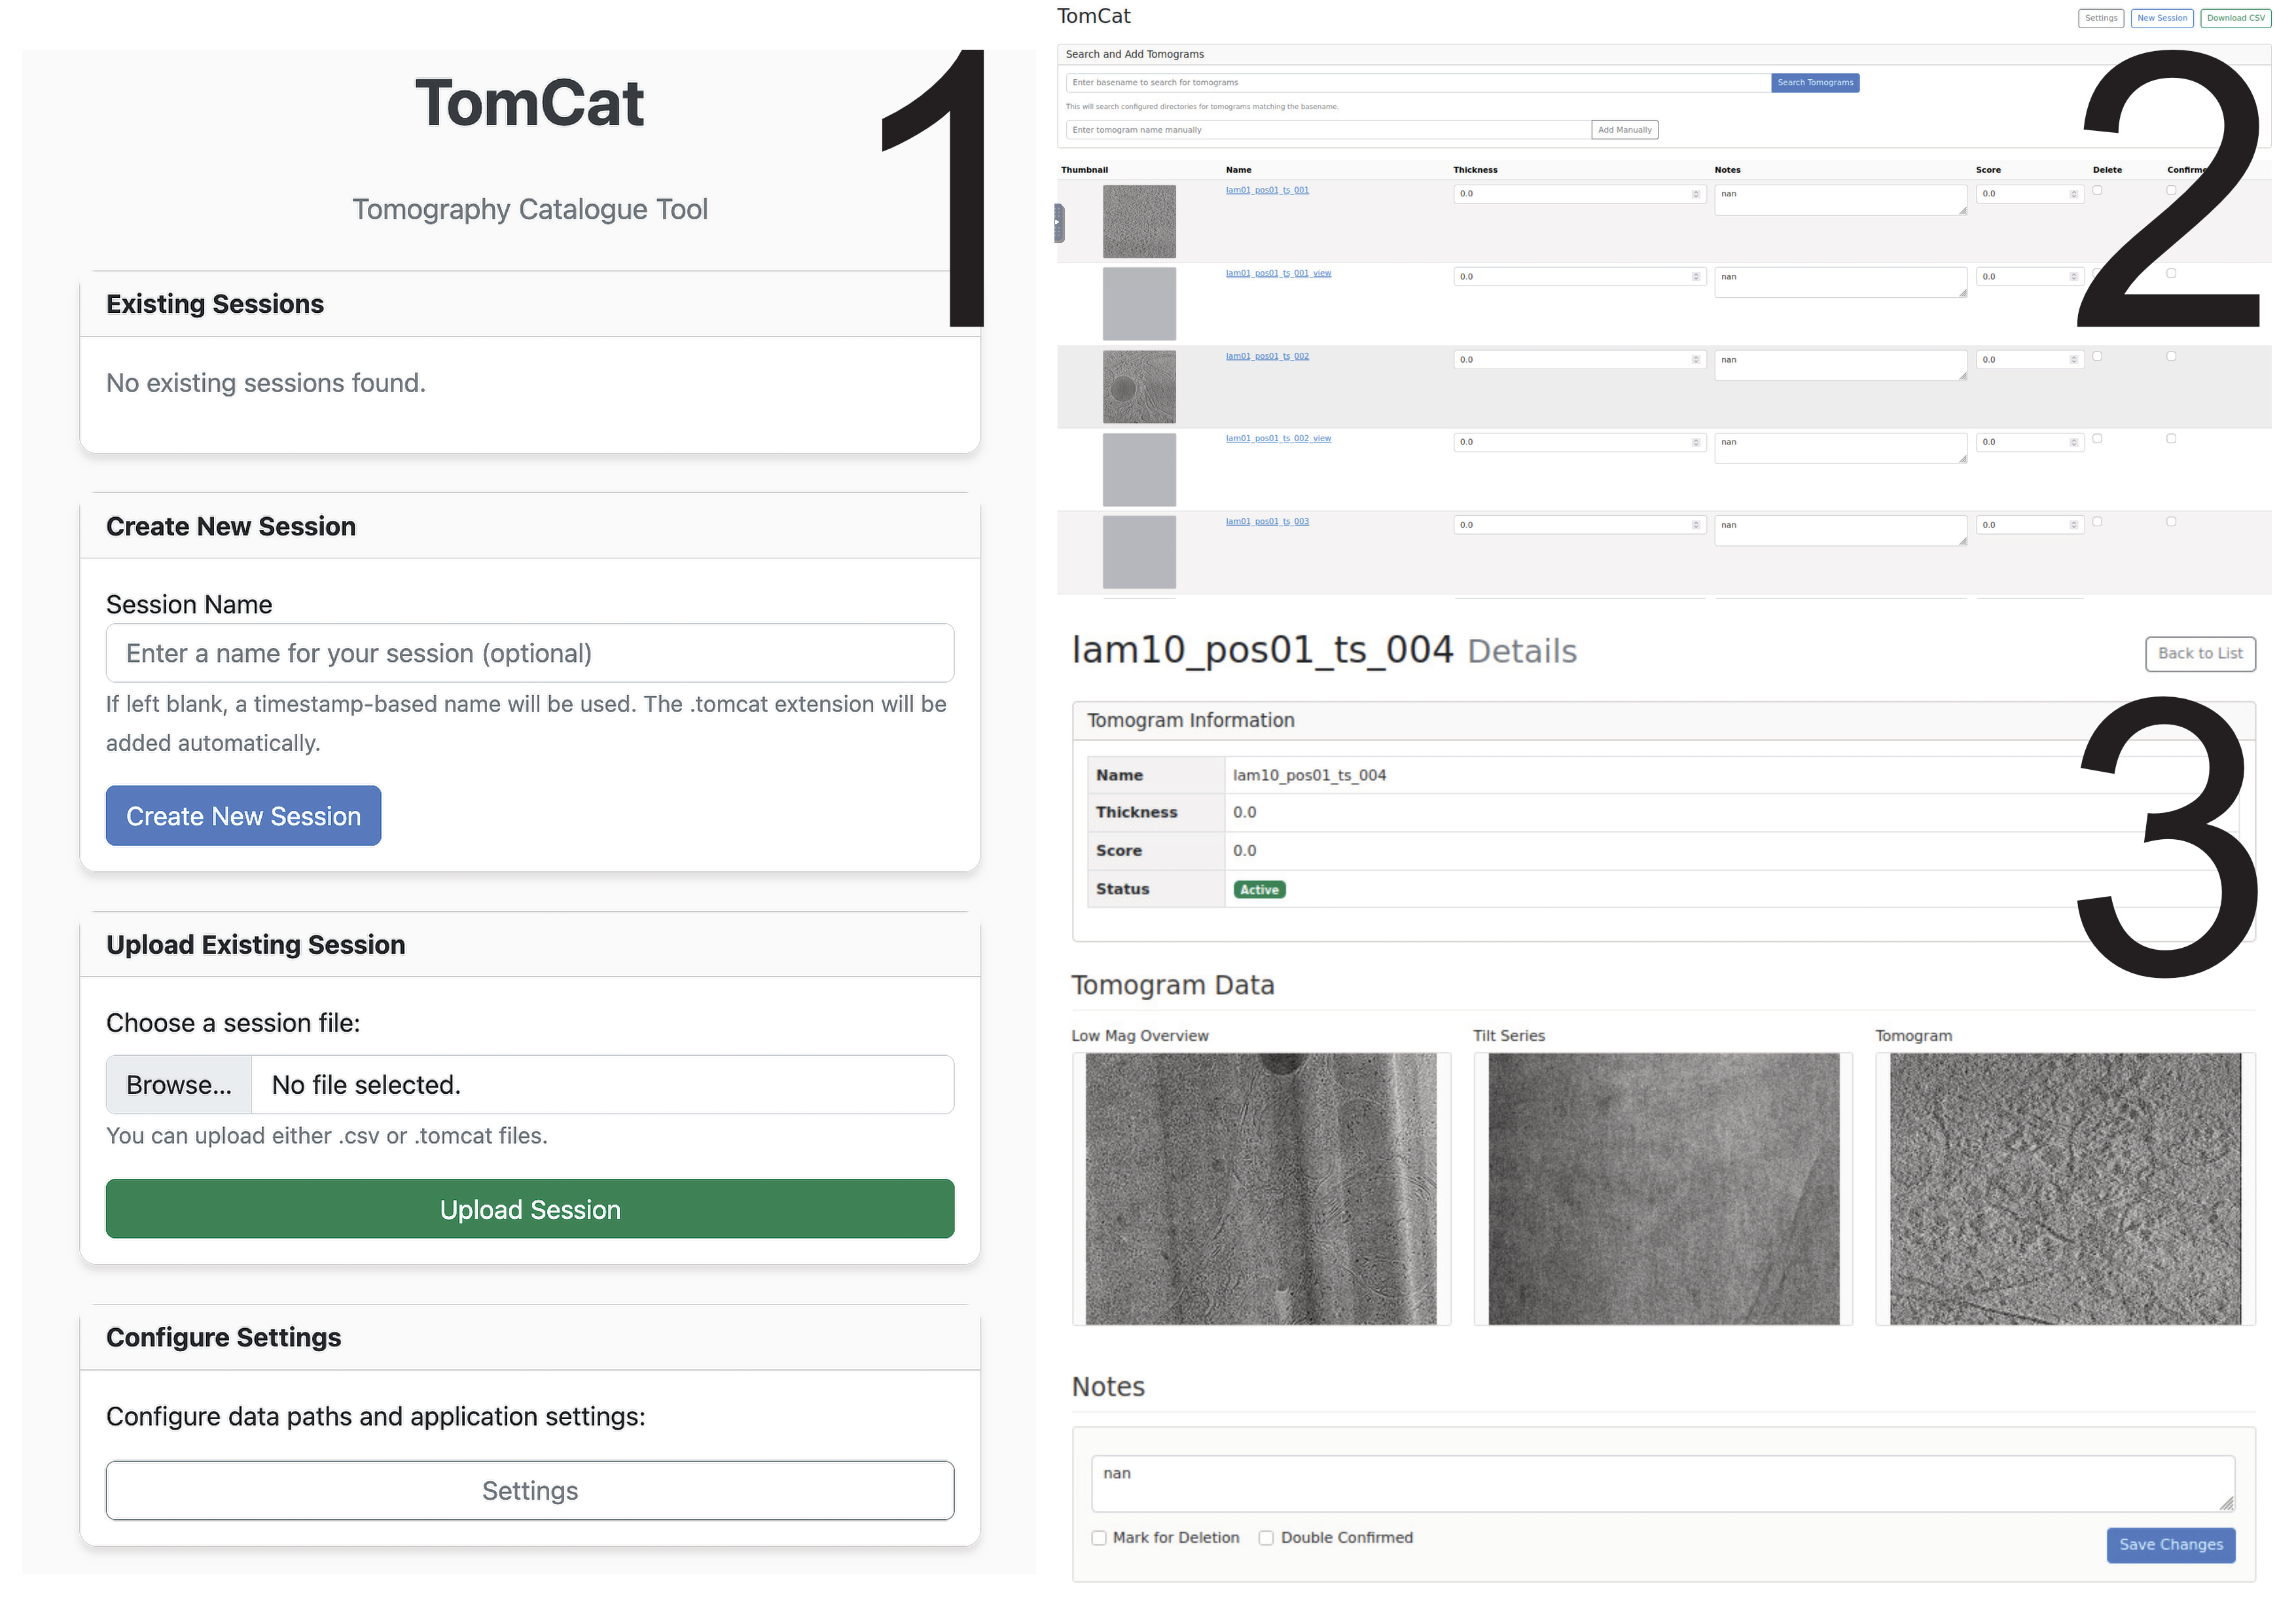 1
TomCat
Tomography Catalogue Tool
Existing Sessions
No existing sessions found.
Create New Session
Session Name
Enter a name for your session (optional)
If left blank, a timestamp-based name will be used. The .tomcat extension will be
added automatically.
Create New Session
Upload Existing Session
Choose a session file:
Browse... No file selected.
You can upload either .csv or .tomcat files.
Upload Session
Configure Settings
Configure data paths and application settings:
Settings
2
TomCat Settings New Session Download CSV
Search and Add Tomograms
Enter basename to search for tomograms Search Tomograms
This will search configured directories for tomograms matching the basename.
Enter tomogram name manually Add Manually
Thumbnail Name Thickness Notes Score Delete
lam01_pos01_ts_001 0.0 nan 0.0
lam01_pos01_ts_001_view 0.0 nan 0.0
lam01_pos01_ts_002 0.0 nan 0.0
lam01_pos01_ts_002_view 0.0 nan 0.0
lam01_pos01_ts_003 0.0 nan 0.0
3
lam10_pos01_ts_004 Details Back to List
Tomogram Information
Name lam10_pos01_ts_004
Thickness 0.0
Score 0.0
Status Active
Tomogram Data
Low Mag Overview Tilt Series Tomogram
Notes
nan
Mark for Deletion Double Confirmed Save Changes